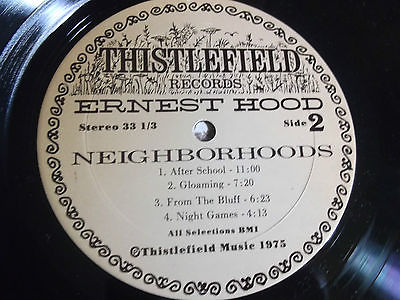 THISTLEFIELD
RECORDS
ERNEST HOOD
Stereo 33 1/3 Side 2
NEIGHBORHOODS
1. After School - 11:00
2. Gloaming - 7:20
3. From The Bluff - 6:23
4. Night Games - 4:13
All Selections BMI
©Thistlefield Music 1975